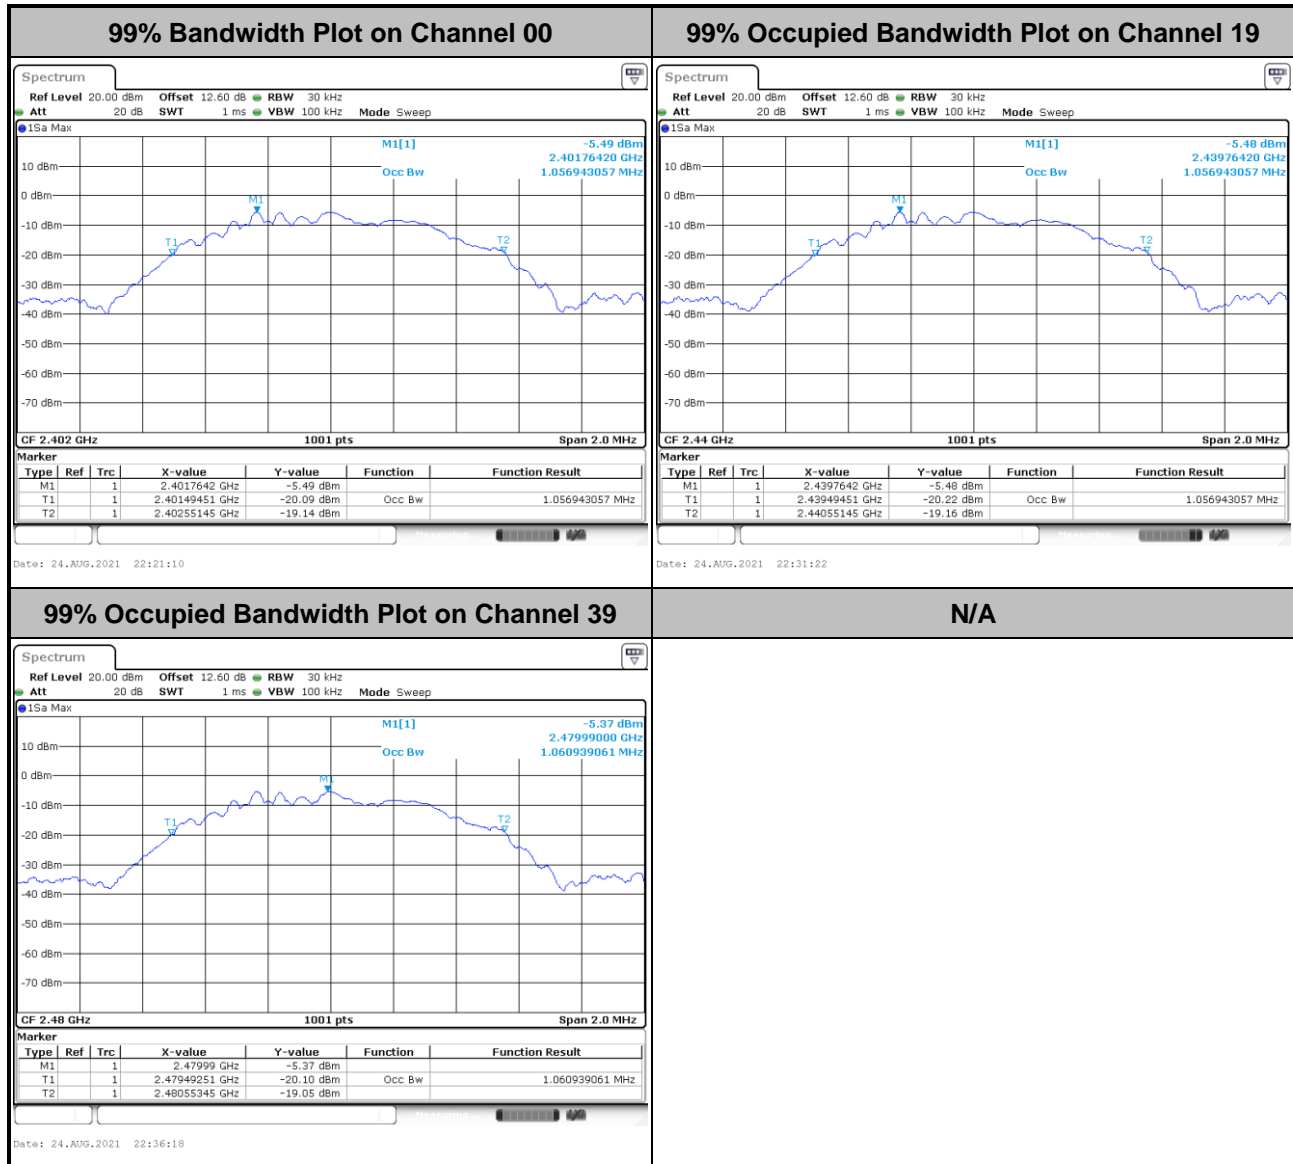 99% Bandwidth Plot on Channel 00
Spectrum
Ref Level 20.00 dBm Offset 12.60 dB RBW 30 kHz
Att 20 dB SWT 1 ms VBW 100 kHz Mode Sweep
1Sa Max
M1[1] -5.49 dBm
2.40176420 GHz
Occ Bw 1.056943057 MHz
10 dBm
0 dBm
M1
-10 dBm
T1
T2
-20 dBm
-30 dBm
-40 dBm
-50 dBm
-60 dBm
-70 dBm
CF 2.402 GHz 1001 pts Span 2.0 MHz
Marker
Type Ref Trc X-value Y-value Function Function Result
M1 1 2.4017642 GHz -5.49 dBm
T1 1 2.40149451 GHz -20.09 dBm Occ Bw 1.056943057 MHz
T2 1 2.40255145 GHz -19.14 dBm
Measuring...
Date: 24.AUG.2021 22:21:10
99% Occupied Bandwidth Plot on Channel 19
Spectrum
Ref Level 20.00 dBm Offset 12.60 dB RBW 30 kHz
Att 20 dB SWT 1 ms VBW 100 kHz Mode Sweep
1Sa Max
M1[1] -5.48 dBm
2.43976420 GHz
Occ Bw 1.056943057 MHz
10 dBm
0 dBm
M1
-10 dBm
T1
T2
-20 dBm
-30 dBm
-40 dBm
-50 dBm
-60 dBm
-70 dBm
CF 2.44 GHz 1001 pts Span 2.0 MHz
Marker
Type Ref Trc X-value Y-value Function Function Result
M1 1 2.4397642 GHz -5.48 dBm
T1 1 2.43949451 GHz -20.22 dBm Occ Bw 1.056943057 MHz
T2 1 2.44055145 GHz -19.16 dBm
Measuring...
Date: 24.AUG.2021 22:31:22
99% Occupied Bandwidth Plot on Channel 39
Spectrum
Ref Level 20.00 dBm Offset 12.60 dB RBW 30 kHz
Att 20 dB SWT 1 ms VBW 100 kHz Mode Sweep
1Sa Max
M1[1] -5.37 dBm
2.47999000 GHz
Occ Bw 1.060939061 MHz
10 dBm
0 dBm
M1
-10 dBm
T1
T2
-20 dBm
-30 dBm
-40 dBm
-50 dBm
-60 dBm
-70 dBm
CF 2.48 GHz 1001 pts Span 2.0 MHz
Marker
Type Ref Trc X-value Y-value Function Function Result
M1 1 2.47999 GHz -5.37 dBm
T1 1 2.47949251 GHz -20.10 dBm Occ Bw 1.060939061 MHz
T2 1 2.48055345 GHz -19.05 dBm
Measuring...
Date: 24.AUG.2021 22:36:18
N/A